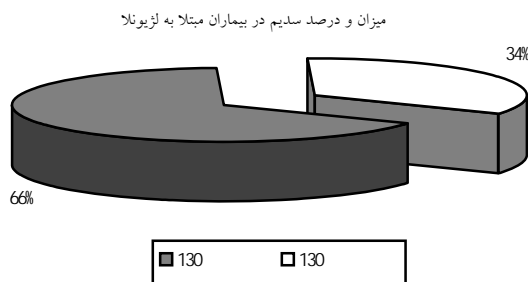 میزان و درصد سدیم در بیماران مبتلا به لژیونلا
34%
66%
130 130